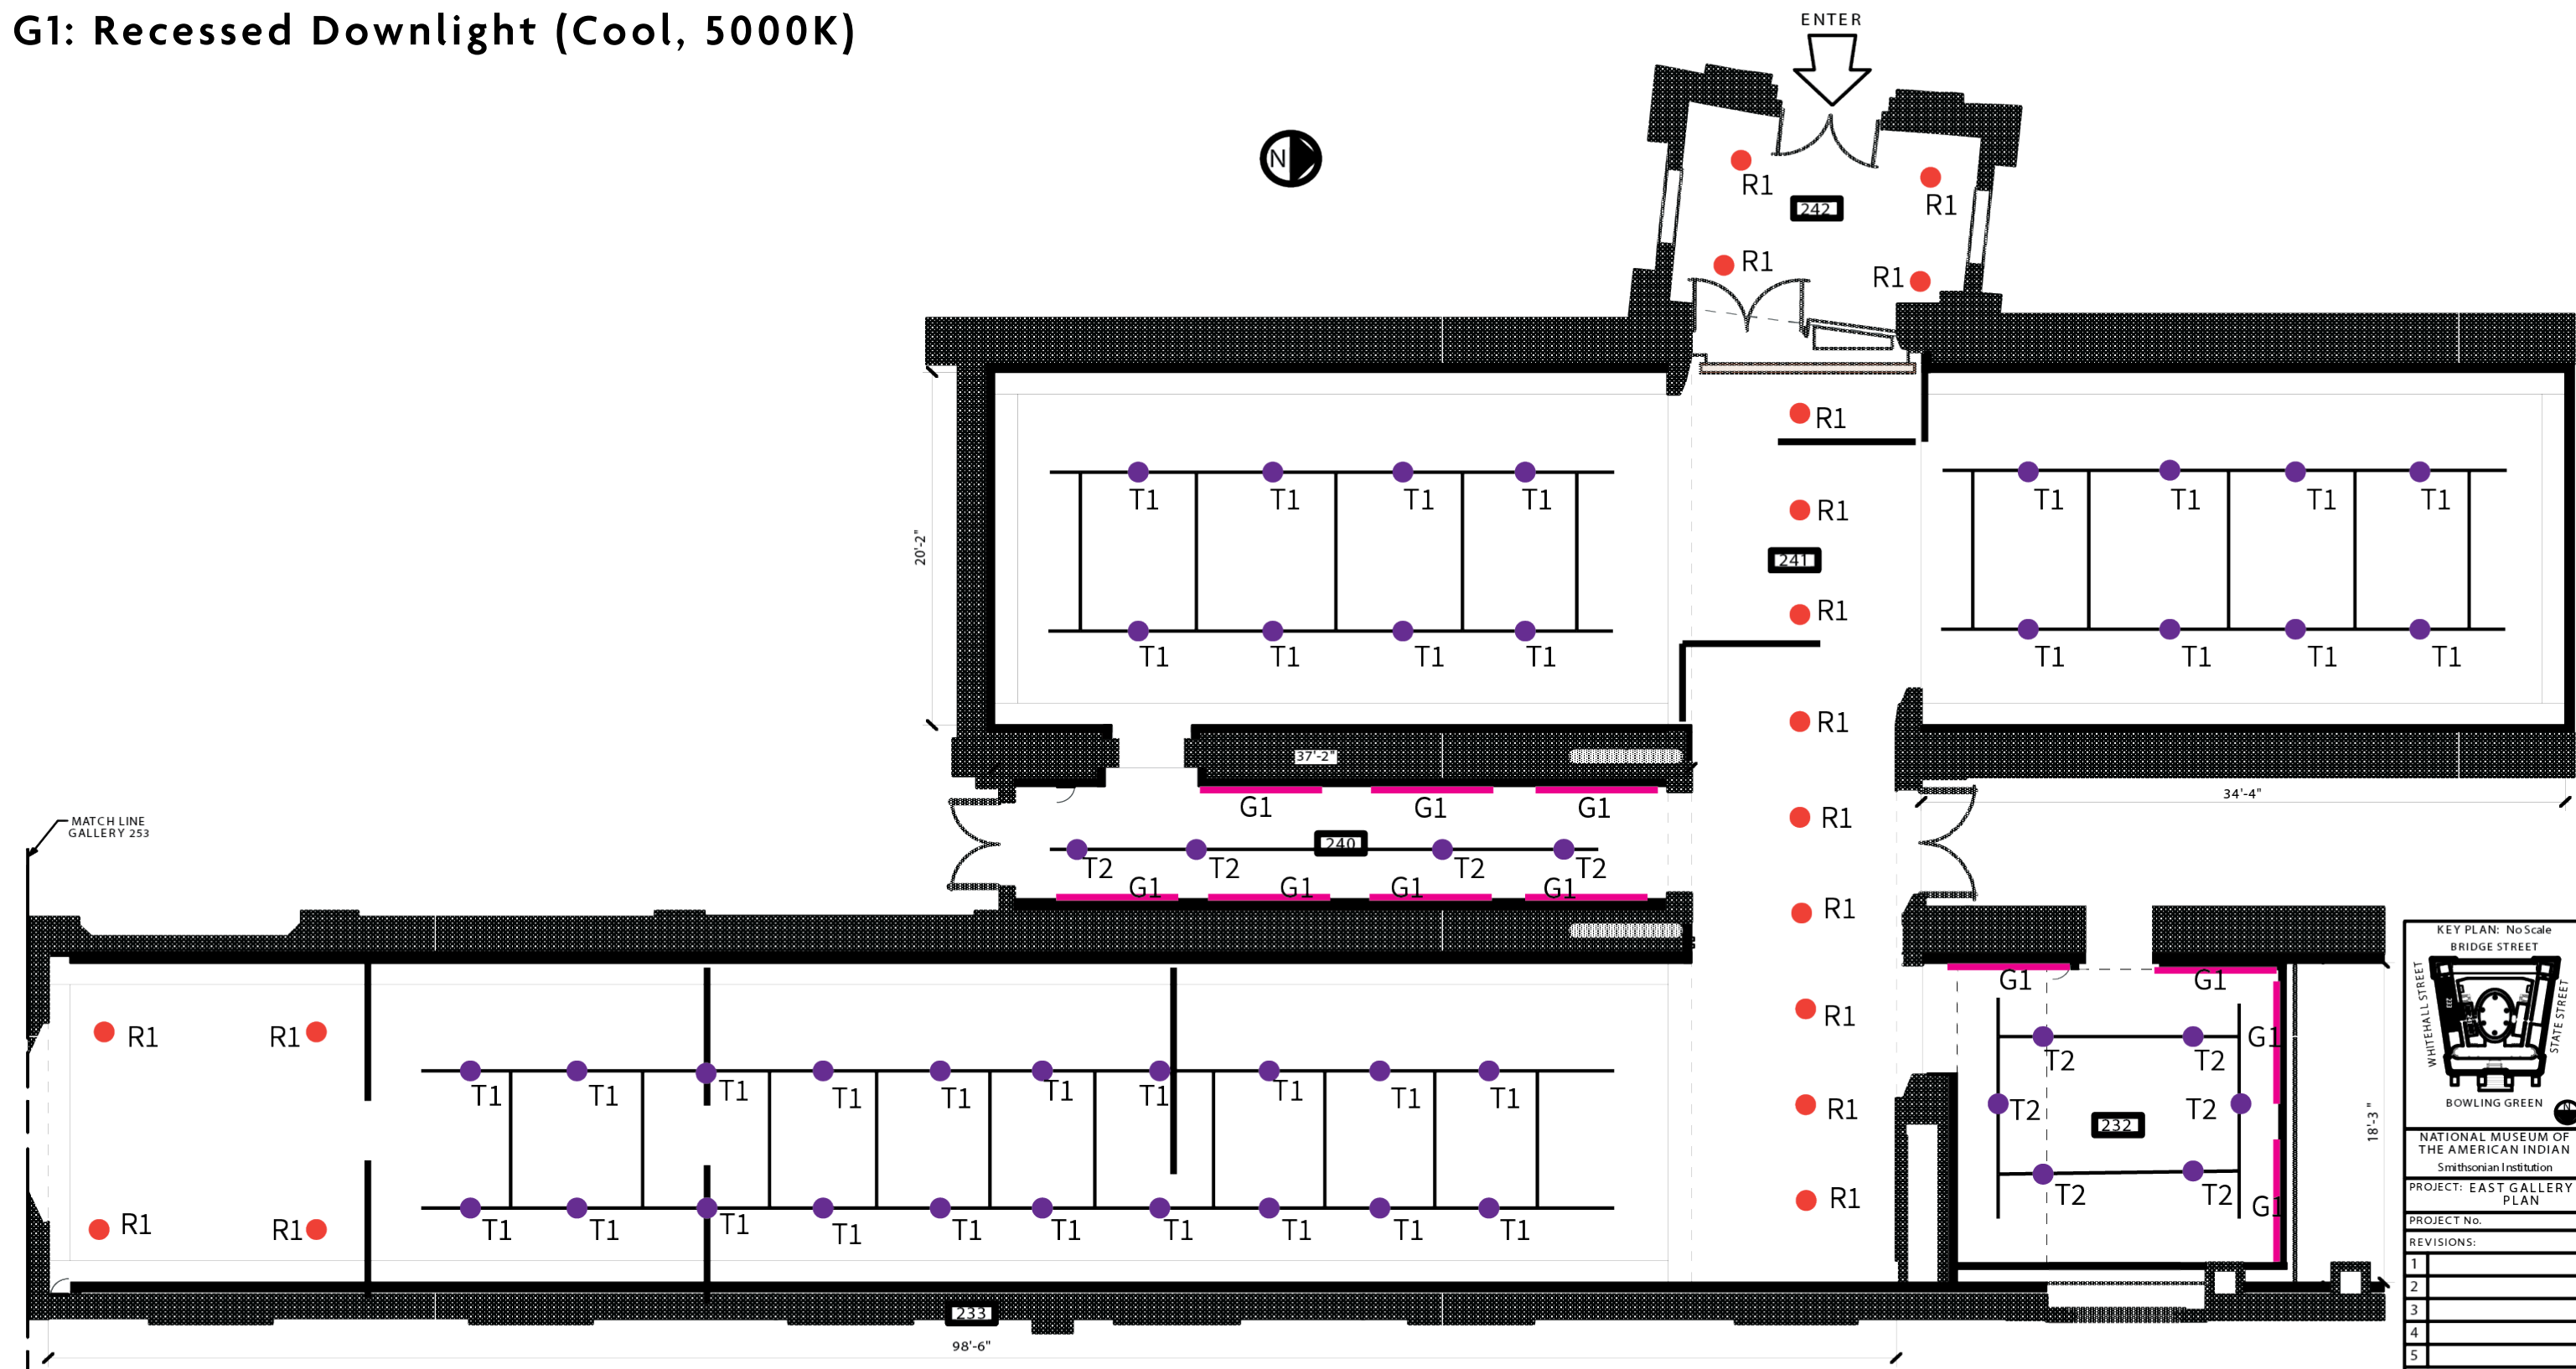 G1: Recessed Downlight (Cool, 5000K)
ENTER
N
R1
R1
242
R1
R1
R1
T1 T1 T1 T1
T1 T1 T1 T1
R1
20'-2"
241
R1
T1 T1 T1 T1
T1 T1 T1 T1
R1
37'-2"
34'-4"
G1 G1 G1
MATCH LINE
GALLERY 253
R1
240
T2 T2 T2 T2
G1 G1 G1 G1
R1
G1 G1
R1 R1
R1
G1
T2 T2
T1 T1 T1 T1 T1 T1 T1 T1 T1 T1
R1
T2 T2
232
18'-3"
R1 R1
T1 T1 T1 T1 T1 T1 T1 T1 T1 T1
R1
T2 T2
G1
233
98'-6"
KEY PLAN: No Scale
BRIDGE STREET
WHITEHALL STREET
STATE STREET
BOWLING GREEN
NATIONAL MUSEUM OF
THE AMERICAN INDIAN
Smithsonian Institution
PROJECT: EAST GALLERY
PLAN
PROJECT No.
REVISIONS:
1
2
3
4
5